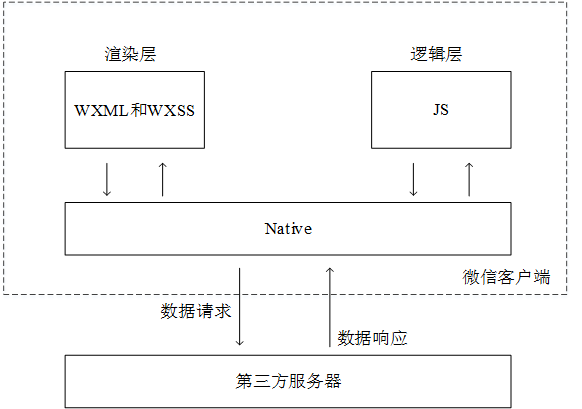 渲染层
逻辑层
WXML和WXSS
JS
Native
微信客户端
数据请求
数据响应
第三方服务器